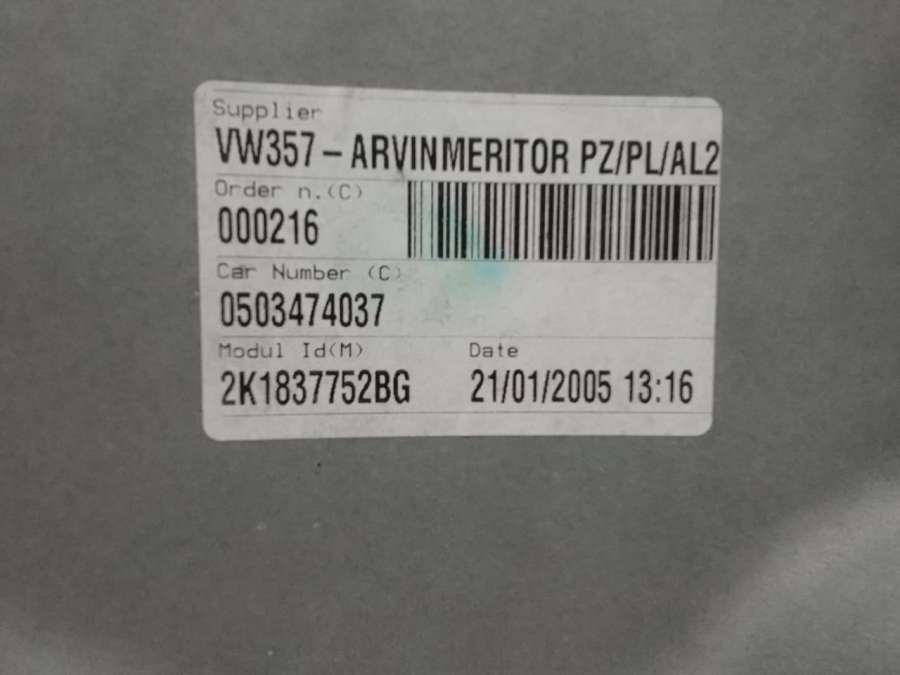 Supplier
VW357 – ARVINMERITOR PZ/PL/AL2
Order n.(C)
000216
Car Number (C)
0503474037
Modul Id(M) Date
2K1837752BG 21/01/2005 13:16